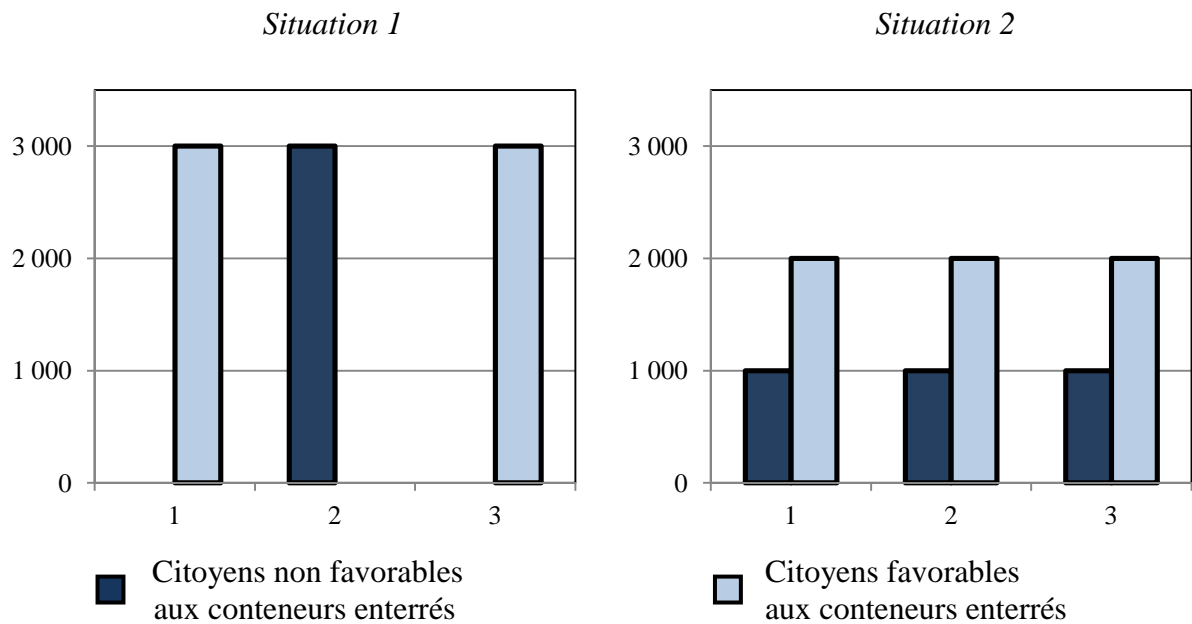 Situation 1
Situation 2
3 000
2 000
1 000
0
1
2
3
3 000
2 000
1 000
0
1
2
3
Citoyens non favorables
aux conteneurs enterrés
Citoyens favorables
aux conteneurs enterrés